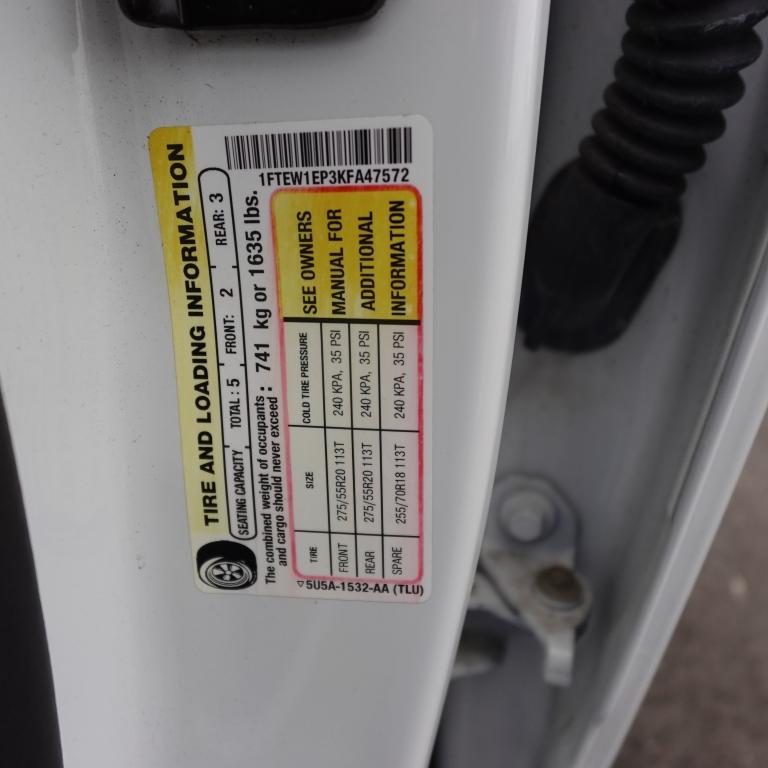 1FTEW1EP3KFA47572
TIRE AND LOADING INFORMATION
SEATING CAPACITY TOTAL : 5 FRONT: 2 REAR: 3
The combined weight of occupants : 741 kg or 1635 lbs.
and cargo should never exceed
TIRE SIZE COLD TIRE PRESSURE SEE OWNERS
FRONT 275/55R20 113T 240 KPA, 35 PSI MANUAL FOR
REAR 275/55R20 113T 240 KPA, 35 PSI ADDITIONAL
SPARE 255/70R18 113T 240 KPA, 35 PSI INFORMATION
▽5U5A-1532-AA (TLU)